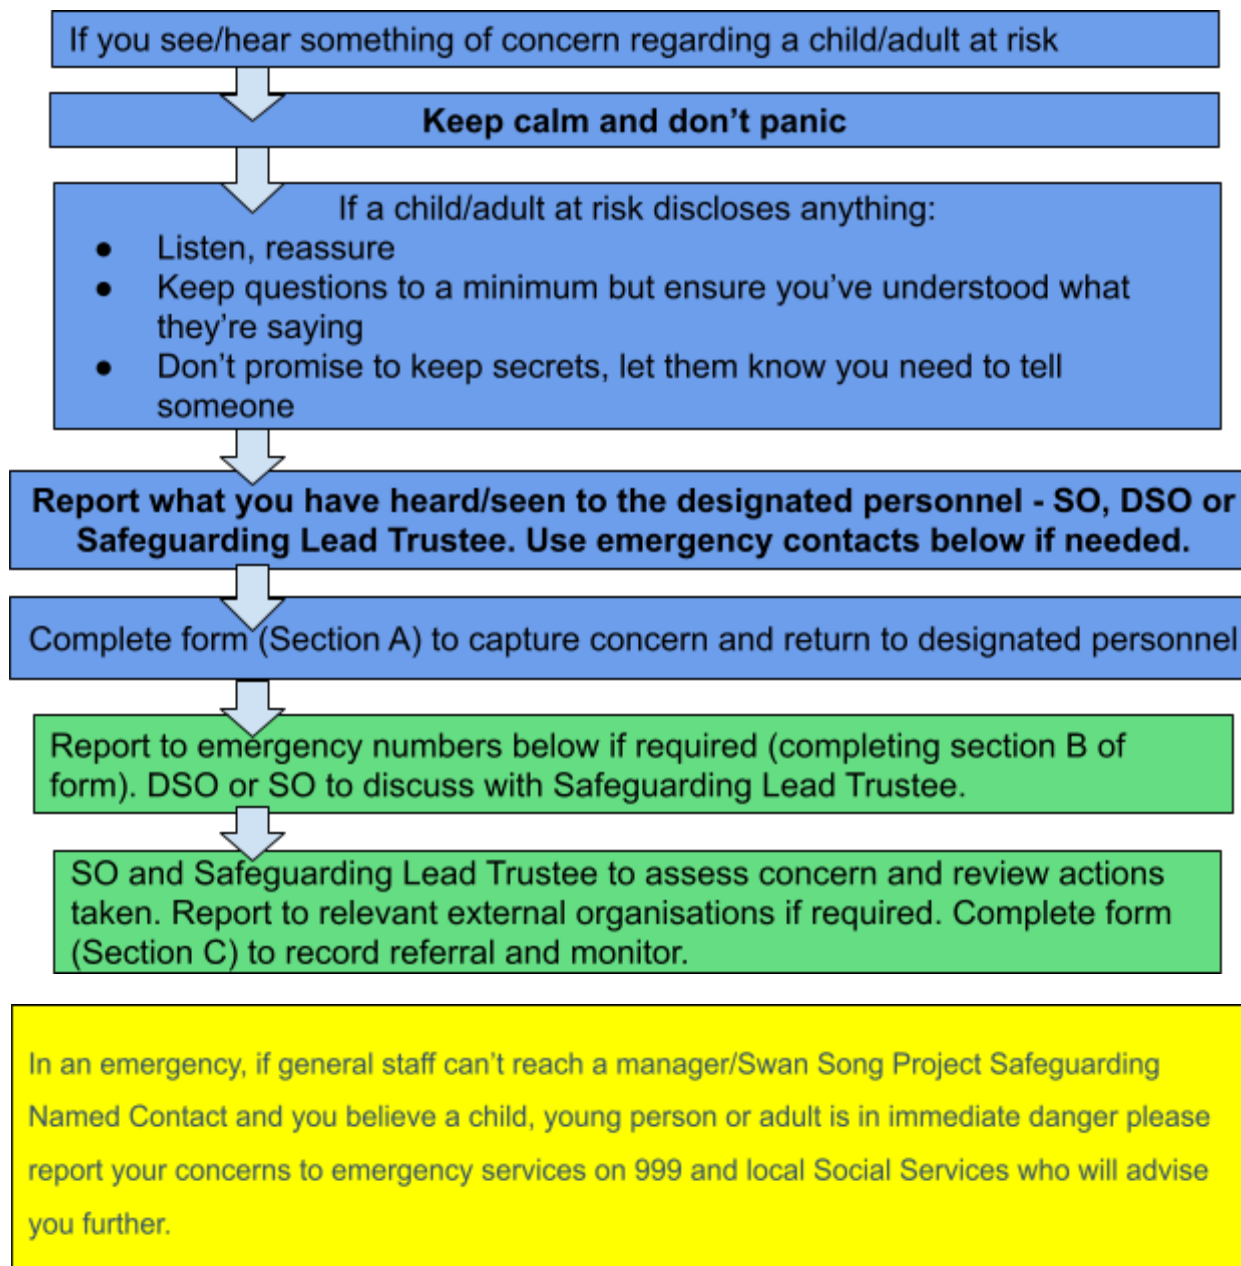 If you see/hear something of concern regarding a child/adult at risk
Keep calm and don’t panic
If a child/adult at risk discloses anything:
● Listen, reassure
● Keep questions to a minimum but ensure you’ve understood what
they’re saying
● Don’t promise to keep secrets, let them know you need to tell
someone
Report what you have heard/seen to the designated personnel - SO, DSO or
Safeguarding Lead Trustee. Use emergency contacts below if needed.
Complete form (Section A) to capture concern and return to designated personnel
Report to emergency numbers below if required (completing section B of
form). DSO or SO to discuss with Safeguarding Lead Trustee.
SO and Safeguarding Lead Trustee to assess concern and review actions
taken. Report to relevant external organisations if required. Complete form
(Section C) to record referral and monitor.
In an emergency, if general staff can’t reach a manager/Swan Song Project Safeguarding
Named Contact and you believe a child, young person or adult is in immediate danger please
report your concerns to emergency services on 999 and local Social Services who will advise
you further.